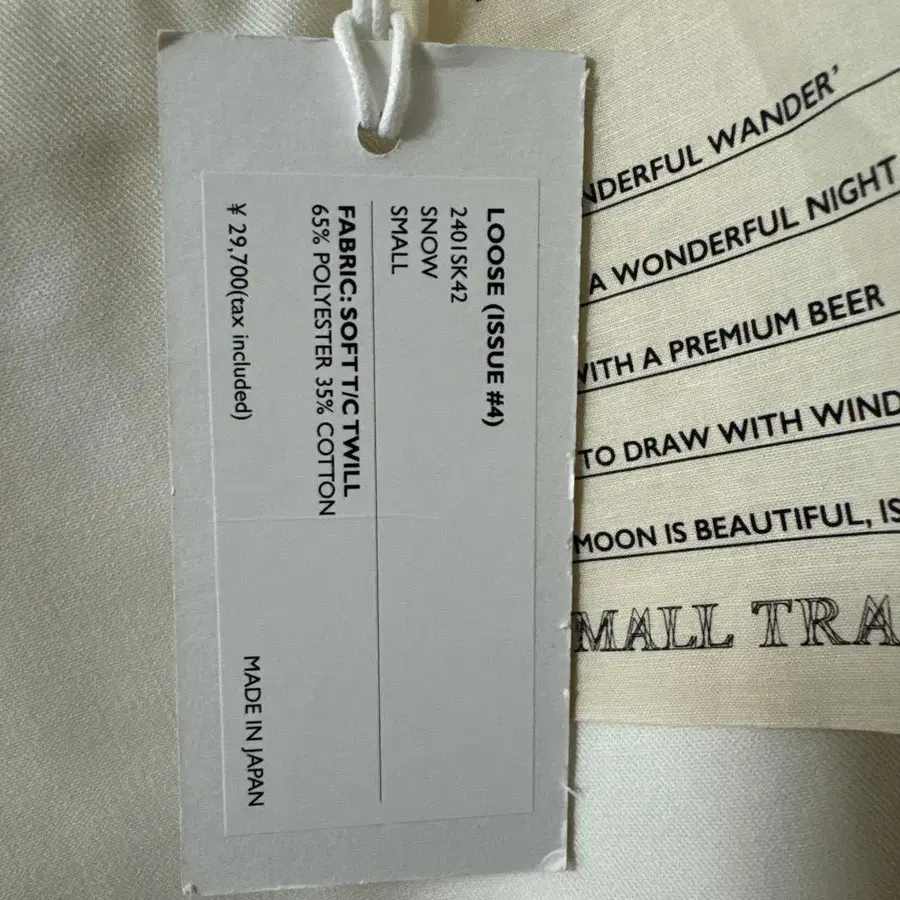 LOOSE (ISSUE #4)
2401SK42
SNOW
SMALL
FABRIC: SOFT T/C TWILL
65% POLYESTER 35% COTTON
¥ 29,700(tax included)
MADE IN JAPAN
NDERFUL WANDER’
A WONDERFUL NIGHT
WITH A PREMIUM BEER
TO DRAW WITH WIND
MOON IS BEAUTIFUL, IS
MALL TRA